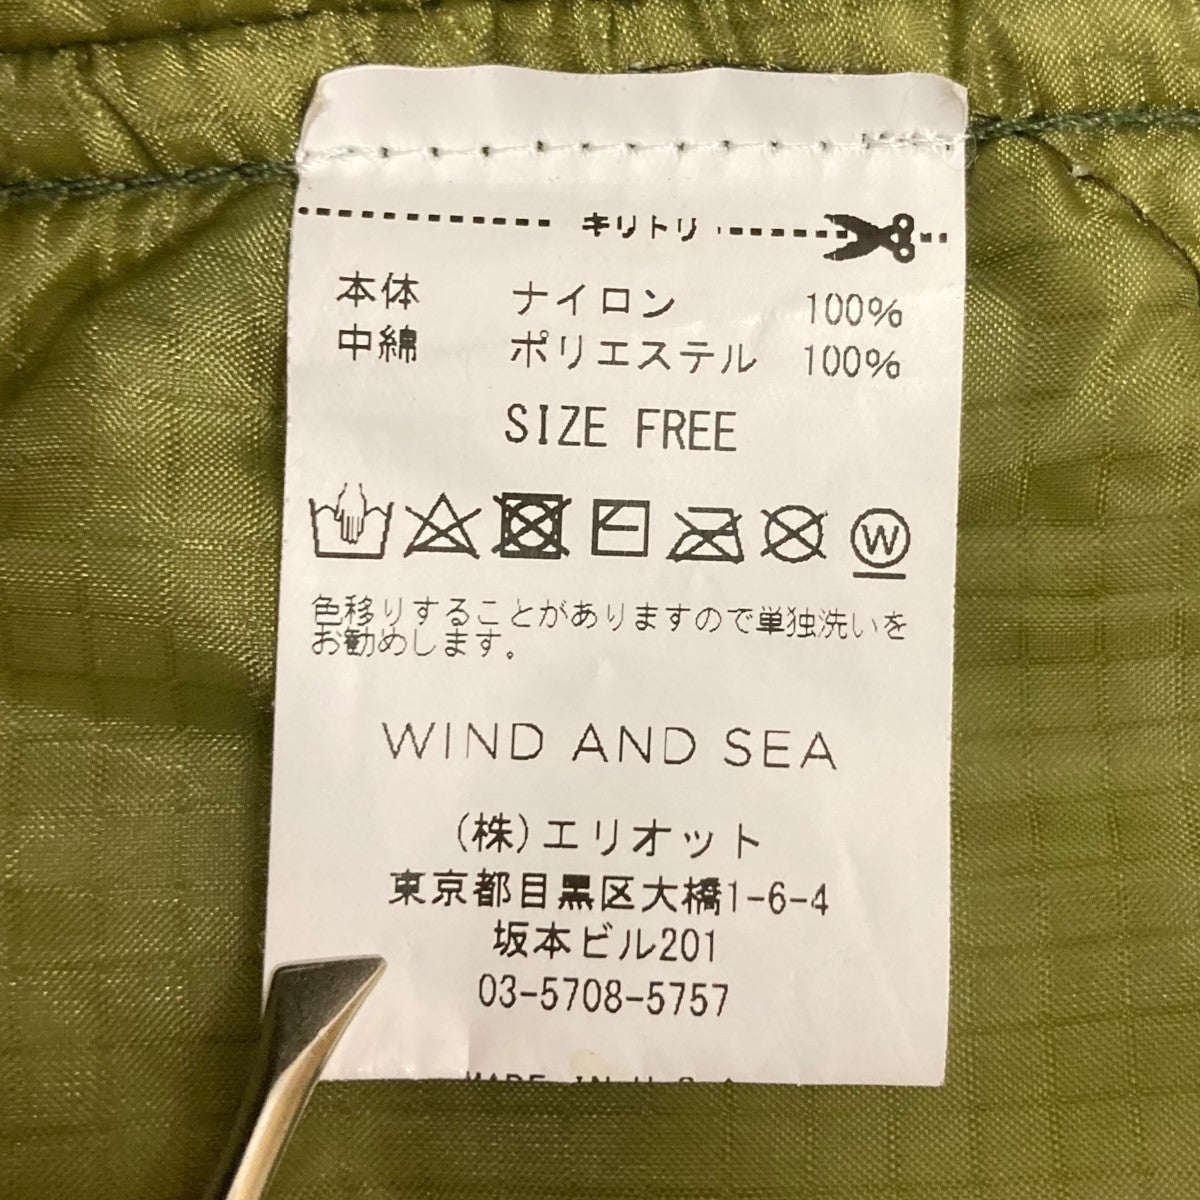 キリトリ
本体 ナイロン 100%
中綿 ポリエステル 100%
SIZE FREE
W
色移りすることがありますので単独洗いを
お勧めします。
WIND AND SEA
(株)エリオット
東京都目黒区大橋1-6-4
坂本ビル201
03-5708-5757
MADE IN U.S.A